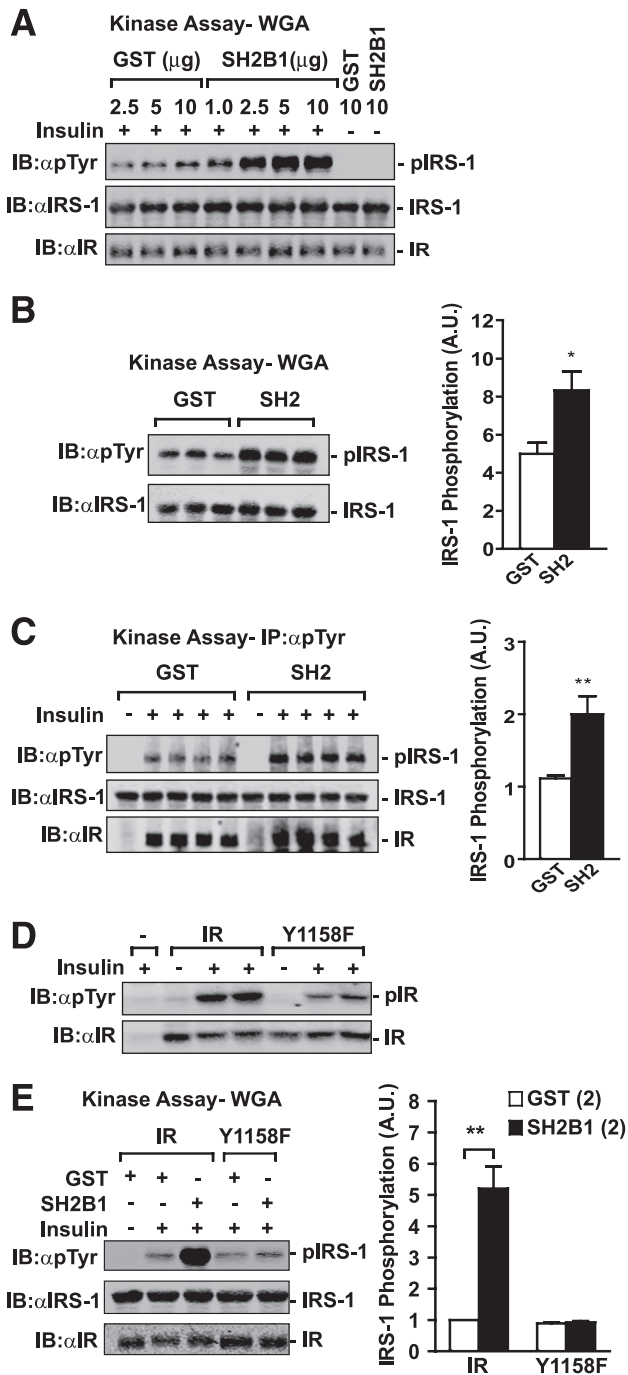 A
Kinase Assay- WGA
GST (μg) SH2B1(μg) GST SH2B1
2.5 5 10 1.0 2.5 5 10 10 10
Insulin + + + + + + + - -
IB:αpTyr - pIRS-1
IB:αIRS-1 - IRS-1
IB:αIR - IR
B
Kinase Assay- WGA
GST SH2
IB:αpTyr - pIRS-1
IB:αIRS-1 - IRS-1
IRS-1 Phosphorylation (A.U.)
12
10
8
6
4
2
0
*
GST SH2
C
Kinase Assay- IP:αpTyr
GST SH2
Insulin - + + + + - + + + +
IB:αpTyr - pIRS-1
IB:αIRS-1 - IRS-1
IB:αIR - IR
IRS-1 Phosphorylation (A.U.)
3
2
1
0
**
GST SH2
D
- IR Y1158F
Insulin + - + + - + +
IB:αpTyr - pIR
IB:αIR - IR
E
Kinase Assay- WGA
IR Y1158F
GST + + - + -
SH2B1 - - + - +
Insulin - + + + +
IB:αpTyr - pIRS-1
IB:αIRS-1 - IRS-1
IB:αIR - IR
IRS-1 Phosphorylation (A.U.)
8
7
6
5
4
3
2
1
0
GST (2)
SH2B1 (2)
**
IR Y1158F